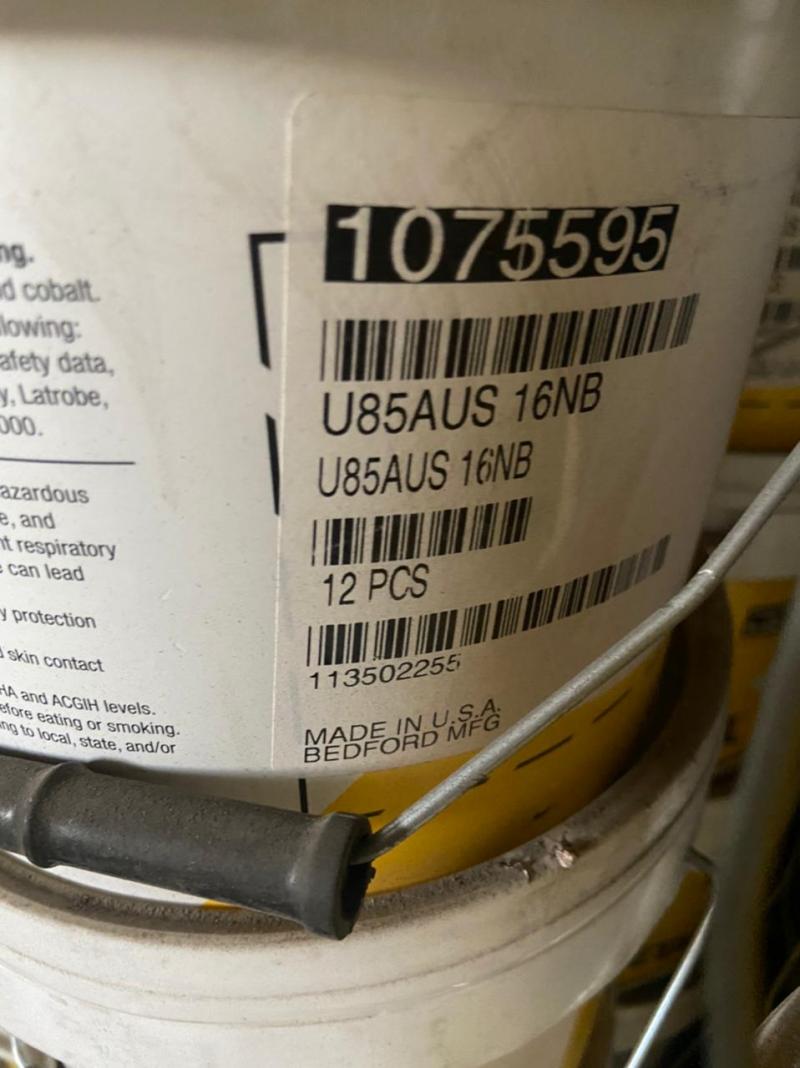 ng.
d cobalt.
lowing:
afety data,
y, Latrobe,
000.
azardous
e, and
nt respiratory
e can lead
y protection
d skin contact
HA and ACGIH levels.
efore eating or smoking.
ng to local, state, and/or
1075595
U85AUS 16NB
U85AUS 16NB
12 PCS
113502255
MADE IN U.S.A.
BEDFORD MFG